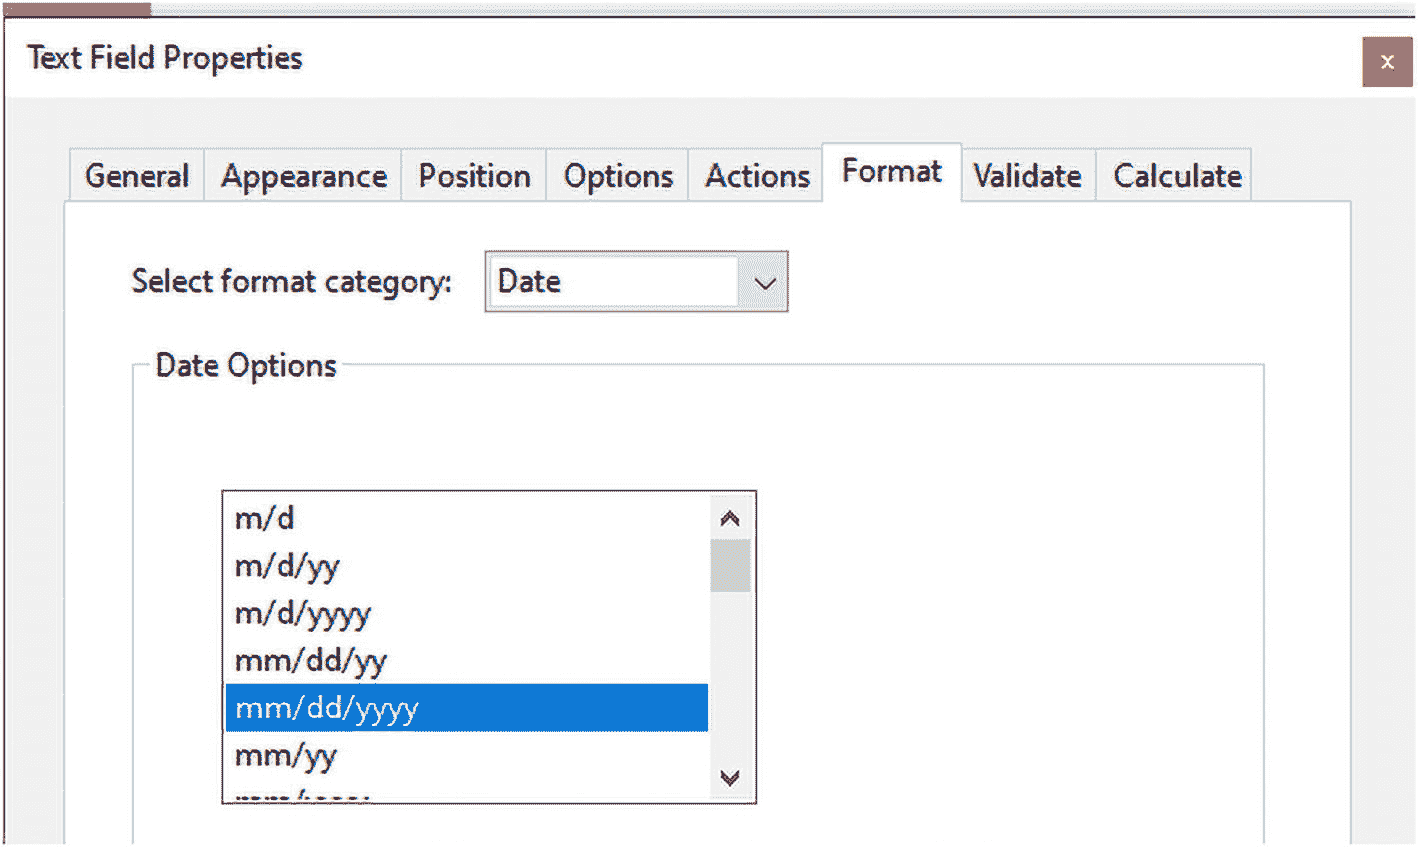 Text Field Properties
x
General Appearance Position Options Actions Format Validate Calculate
Select format category: Date
Date Options
m/d
m/d/yy
m/d/yyyy
mm/dd/yy
mm/dd/yyyy
mm/yy